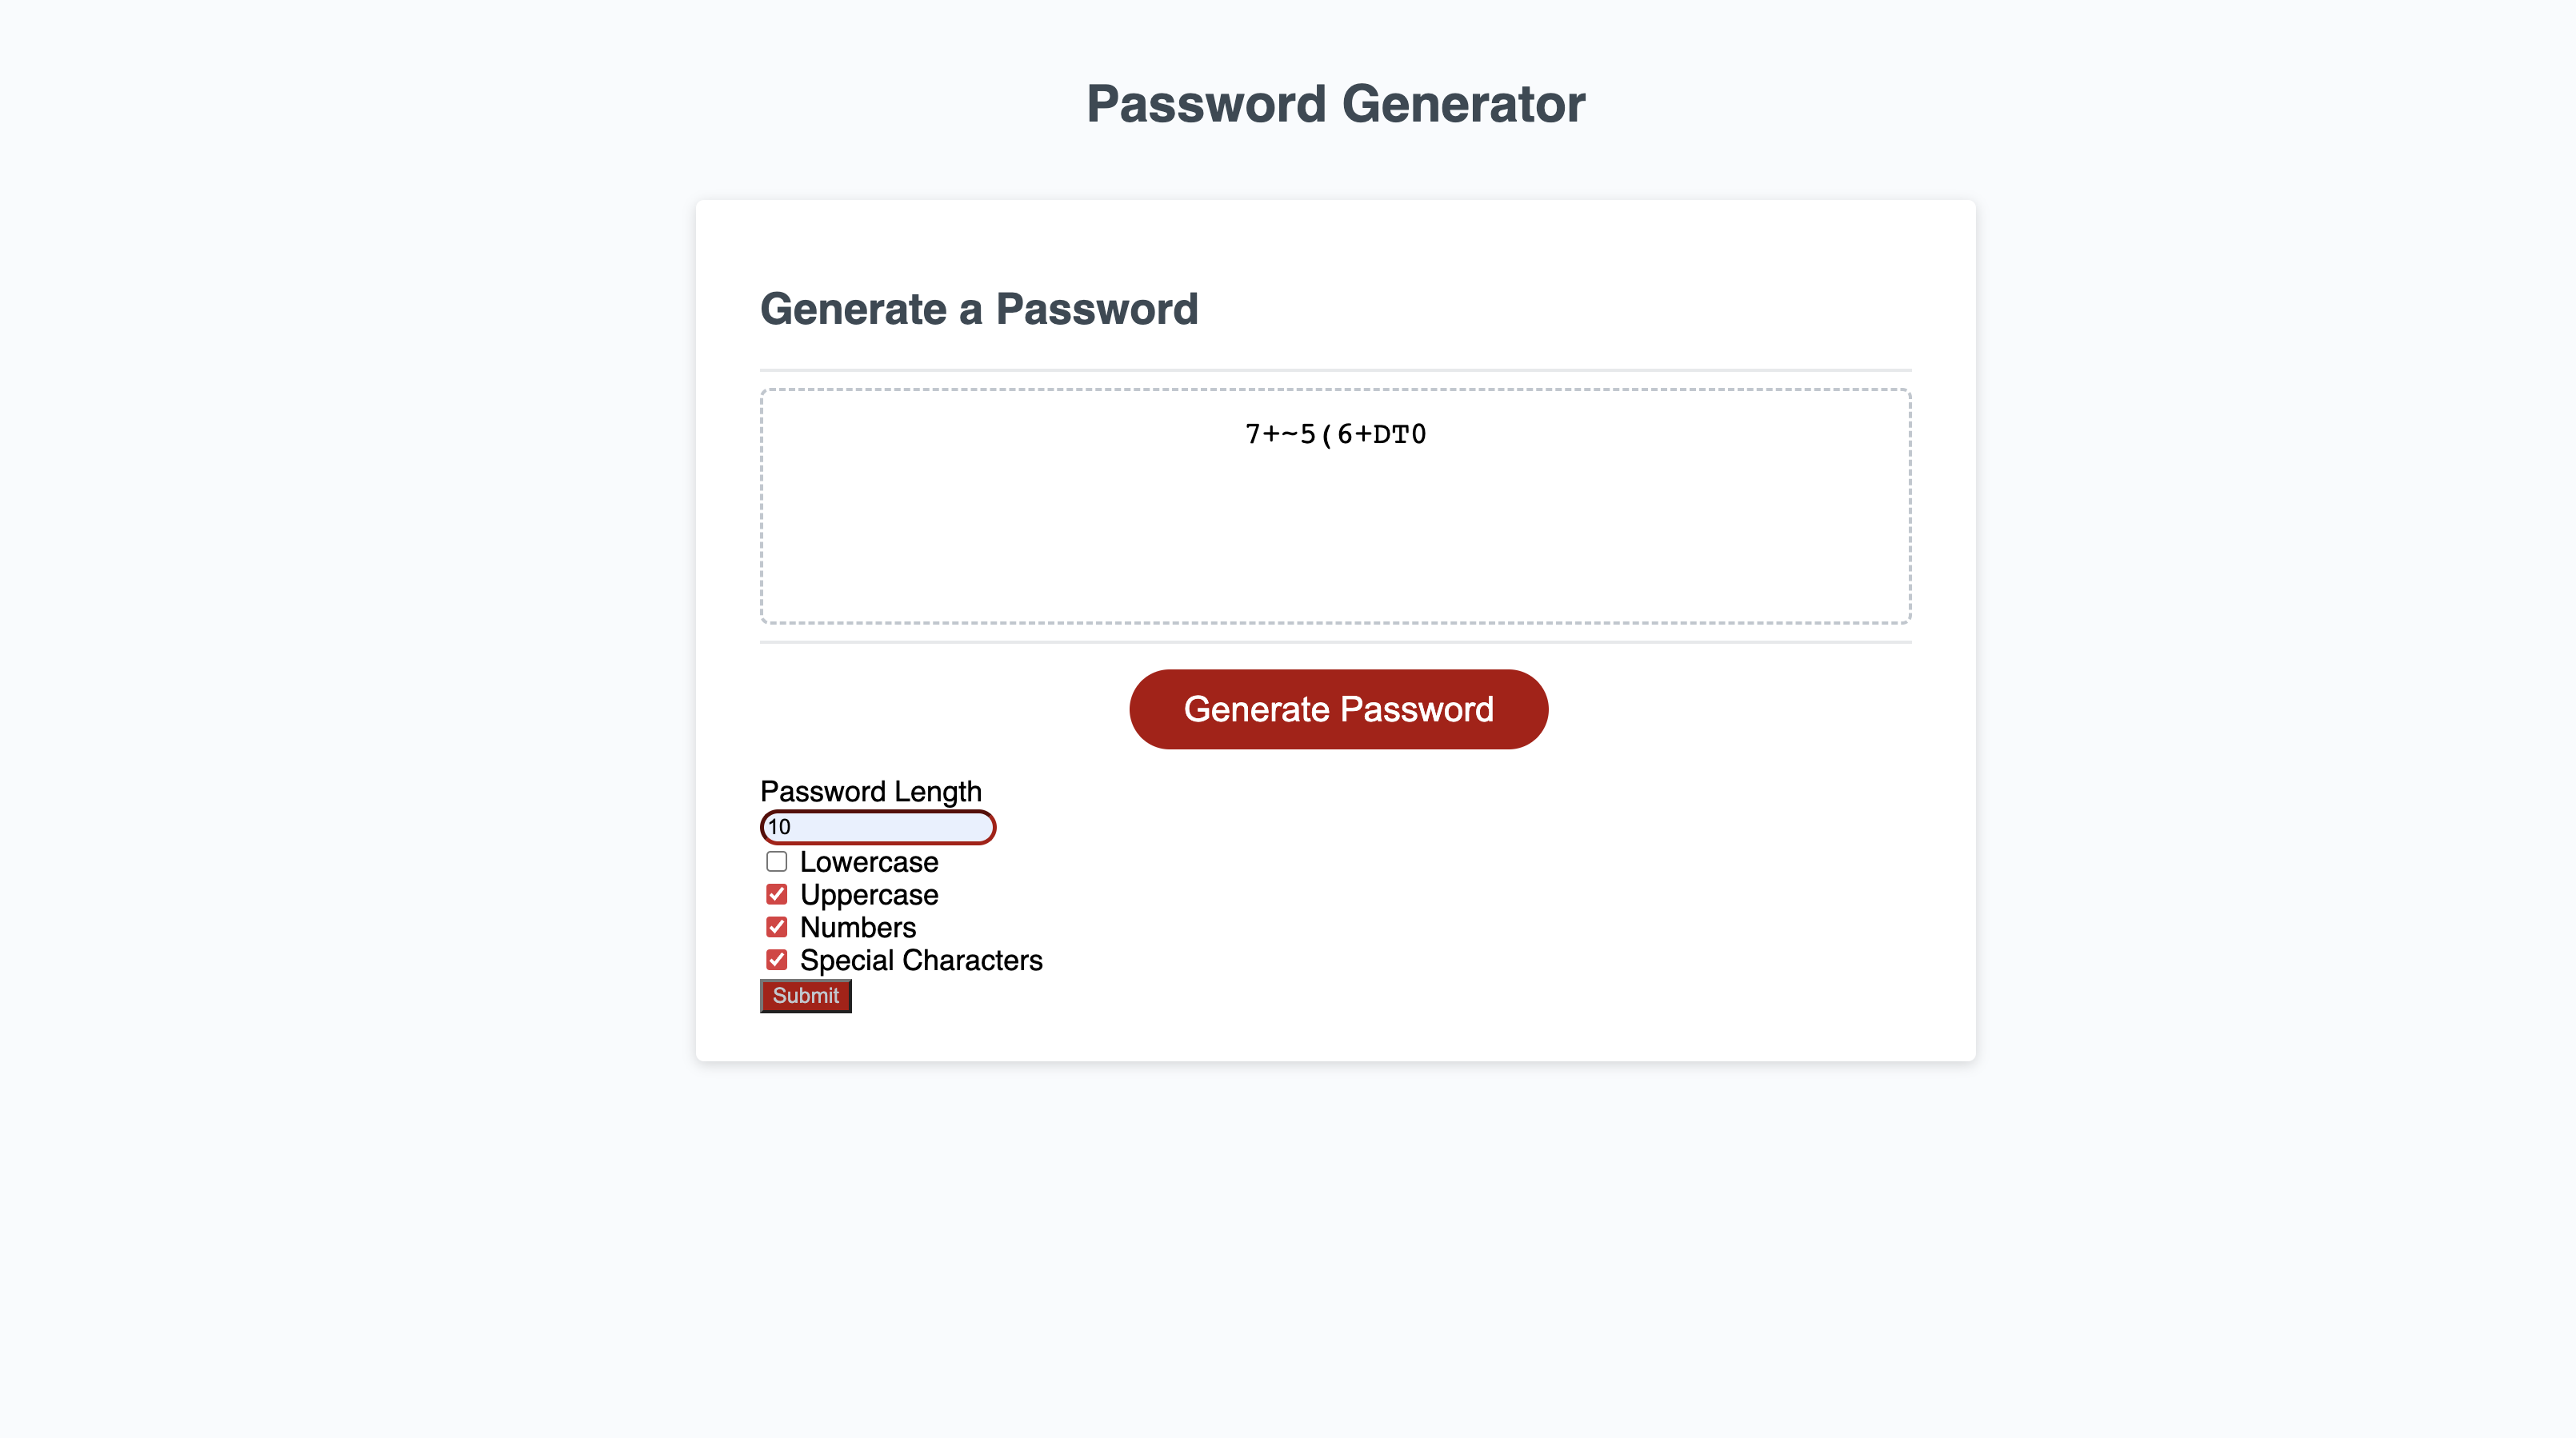 Password Generator
Generate a Password
7+~5(6+DT0
Generate Password
Password Length
10
Lowercase
Uppercase
Numbers
Special Characters
Submit